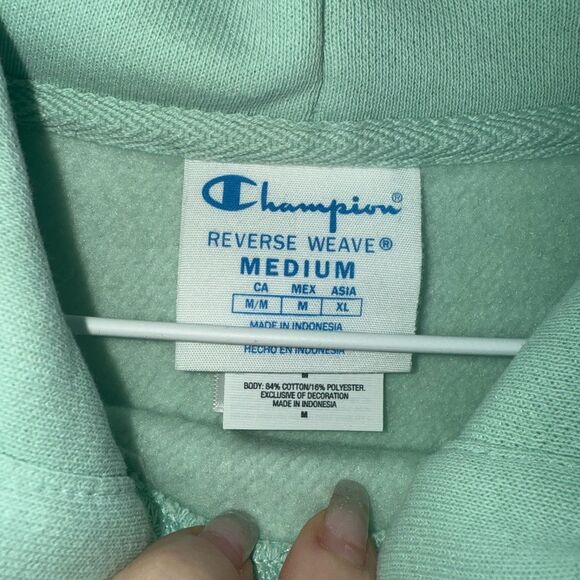 Champion®
REVERSE WEAVE®
MEDIUM
CA MEX ASIA
M/M M XL
MADE IN INDONESIA
HECHO EN INDONESIA
M
BODY: 84% COTTON/16% POLYESTER.
EXCLUSIVE OF DECORATION
MADE IN INDONESIA
M